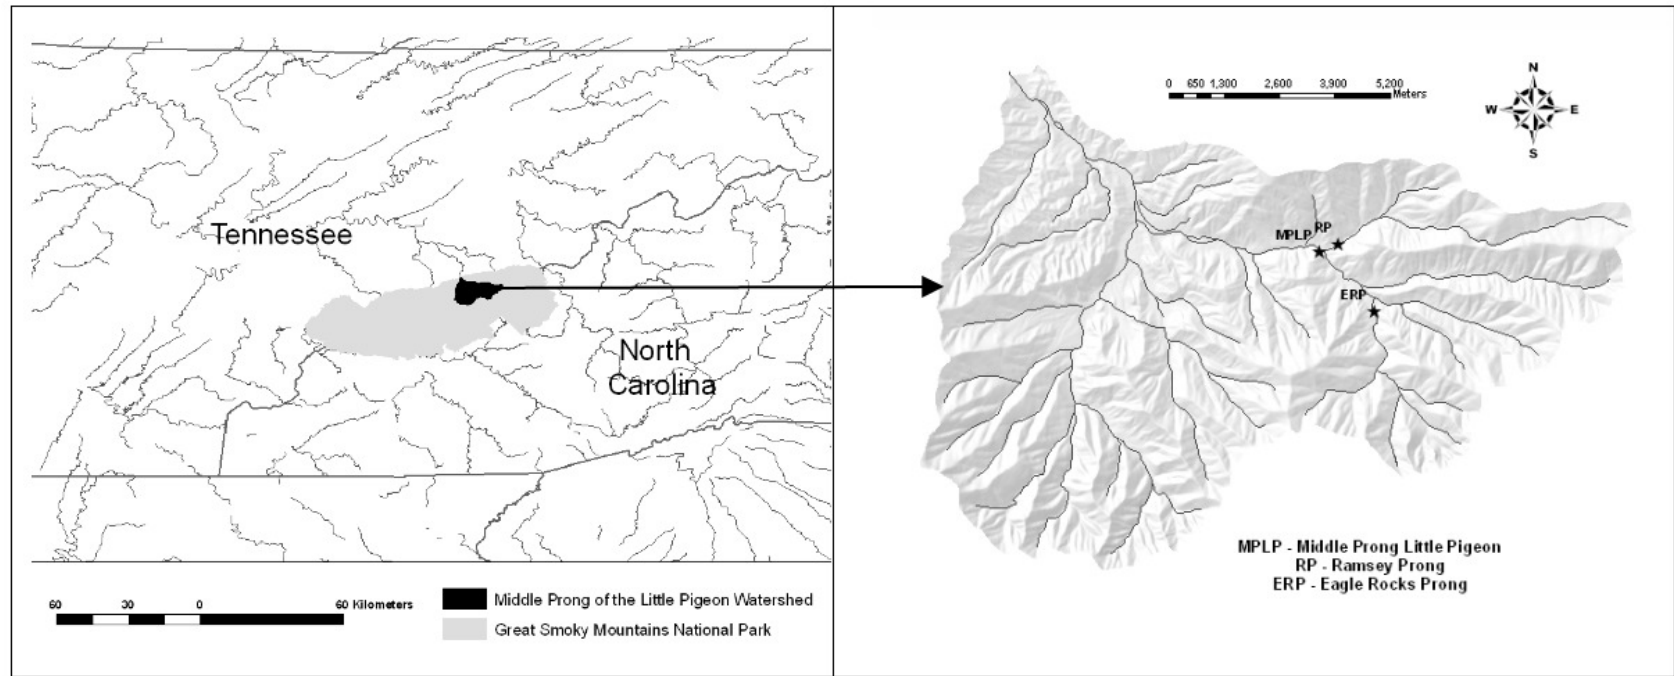 Tennessee
North
Carolina
60 30 0 60 Kilometers
Middle Prong of the Little Pigeon Watershed
Great Smoky Mountains National Park
0 650 1,300 2,600 3,900 5,200
Meters
N
W E
S
MPLP RP
ERP
MPLP - Middle Prong Little Pigeon
RP - Ramsey Prong
ERP - Eagle Rocks Prong